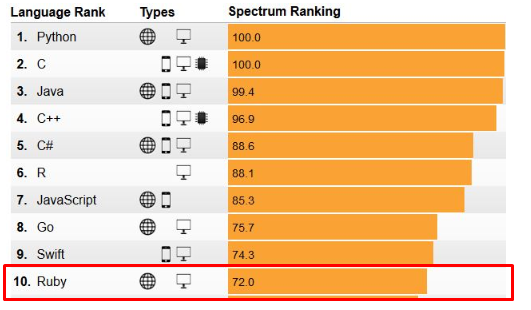 Language Rank Types Spectrum Ranking
1. Python 100.0
2. C 100.0
3. Java 99.4
4. C++ 96.9
5. C# 88.6
6. R 88.1
7. JavaScript 85.3
8. Go 75.7
9. Swift 74.3
10. Ruby 72.0